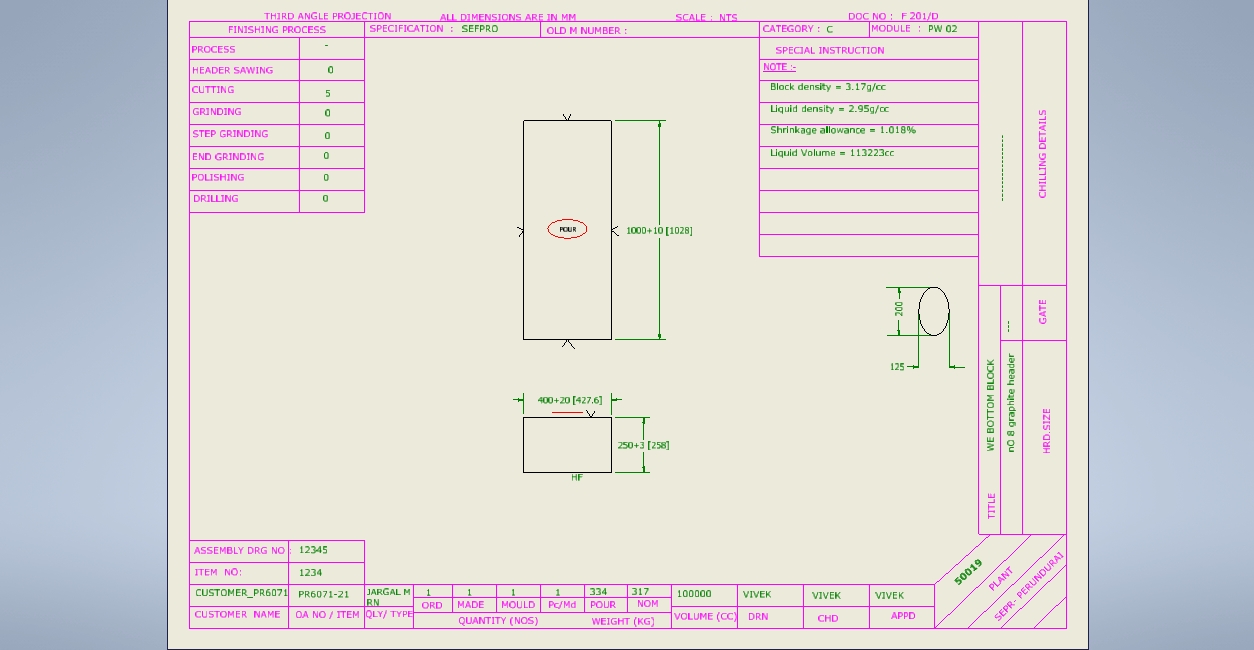 THIRD ANGLE PROJECTION ALL DIMENSIONS ARE IN MM SCALE : NTS DOC NO : F 201/D
FINISHING PROCESS SPECIFICATION : SEFPRO OLD M NUMBER : CATEGORY : C MODULE : PW 02
PROCESS -
HEADER SAWING 0
CUTTING 5
GRINDING 0
STEP GRINDING 0
END GRINDING 0
POLISHING 0
DRILLING 0
SPECIAL INSTRUCTION
NOTE :-
Block density = 3.17g/cc
Liquid density = 2.95g/cc
Shrinkage allowance = 1.018%
Liquid Volume = 113223cc
CHILLING DETAILS
POUR
1000+10 [1028]
200
125
400+20 [427.6]
250+3 [258]
HF
GATE
----
TITLE WE BOTTOM BLOCK
nO 8 graphite header
HRD.SIZE
ASSEMBLY DRG NO : 12345
ITEM NO: 1234
CUSTOMER_PR6071 PR6071-21 JARGAL M
RN
1 1 1 1 334 317 100000 VIVEK VIVEK VIVEK
ORD MADE MOULD Pc/Md POUR NOM
CUSTOMER NAME OA NO / ITEM QLY/ TYPE QUANTITY (NOS) WEIGHT (KG) VOLUME (CC) DRN CHD APPD
50019
PLANT
SEPR- PERUNDURAI